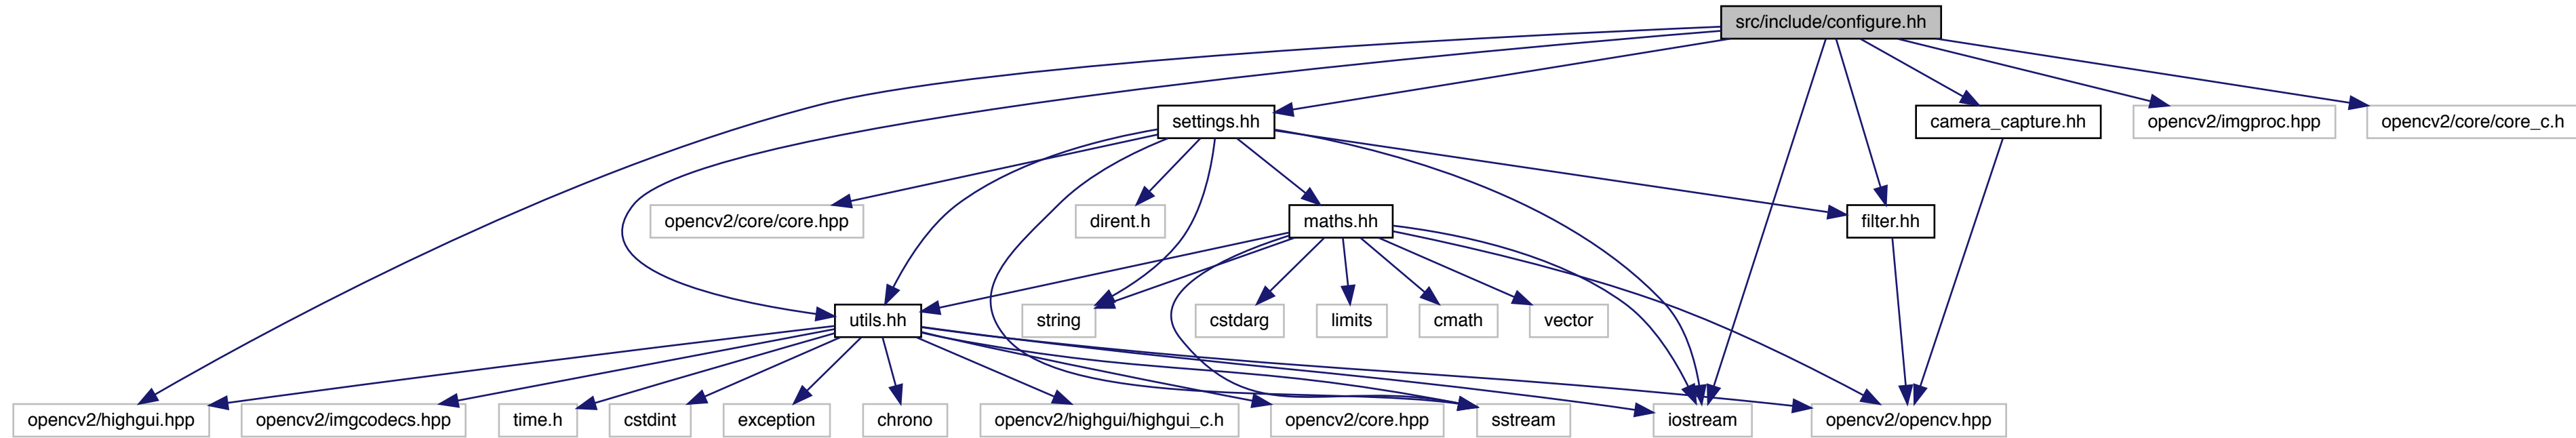 src/include/configure.hh
settings.hh
camera_capture.hh
opencv2/imgproc.hpp
opencv2/core/core_c.h
opencv2/core/core.hpp
dirent.h
maths.hh
filter.hh
utils.hh
string
cstdarg
limits
cmath
vector
opencv2/highgui.hpp
opencv2/imgcodecs.hpp
time.h
cstdint
exception
chrono
opencv2/highgui/highgui_c.h
opencv2/core.hpp
sstream
iostream
opencv2/opencv.hpp